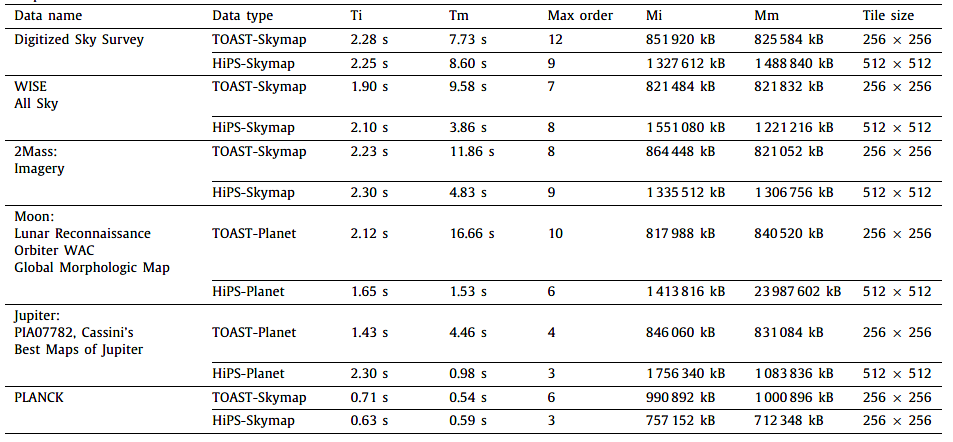 Data name Data type Ti Tm Max order Mi Mm Tile size
Digitized Sky Survey TOAST-Skymap 2.28 s 7.73 s 12 851 920 kB 825 584 kB 256 × 256
HiPS-Skymap 2.25 s 8.60 s 9 1 327 612 kB 1 488 840 kB 512 × 512
WISE TOAST-Skymap 1.90 s 9.58 s 7 821 484 kB 821 832 kB 256 × 256
All Sky
HiPS-Skymap 2.10 s 3.86 s 8 1 551 080 kB 1 221 216 kB 512 × 512
2Mass: TOAST-Skymap 2.23 s 11.86 s 8 864 448 kB 821 052 kB 256 × 256
Imagery
HiPS-Skymap 2.30 s 4.83 s 9 1 335 512 kB 1 306 756 kB 512 × 512
Moon:
Lunar Reconnaissance TOAST-Planet 2.12 s 16.66 s 10 817 988 kB 840 520 kB 256 × 256
Orbiter WAC
Global Morphologic Map
HiPS-Planet 1.65 s 1.53 s 6 1 413 816 kB 23 987 602 kB 512 × 512
Jupiter:
PIA07782, Cassini's TOAST-Planet 1.43 s 4.46 s 4 846 060 kB 831 084 kB 256 × 256
Best Maps of Jupiter
HiPS-Planet 2.30 s 0.98 s 3 1 756 340 kB 1 083 836 kB 512 × 512
PLANCK TOAST-Skymap 0.71 s 0.54 s 6 990 892 kB 1 000 896 kB 256 × 256
HiPS-Skymap 0.63 s 0.59 s 3 757 152 kB 712 348 kB 256 × 256